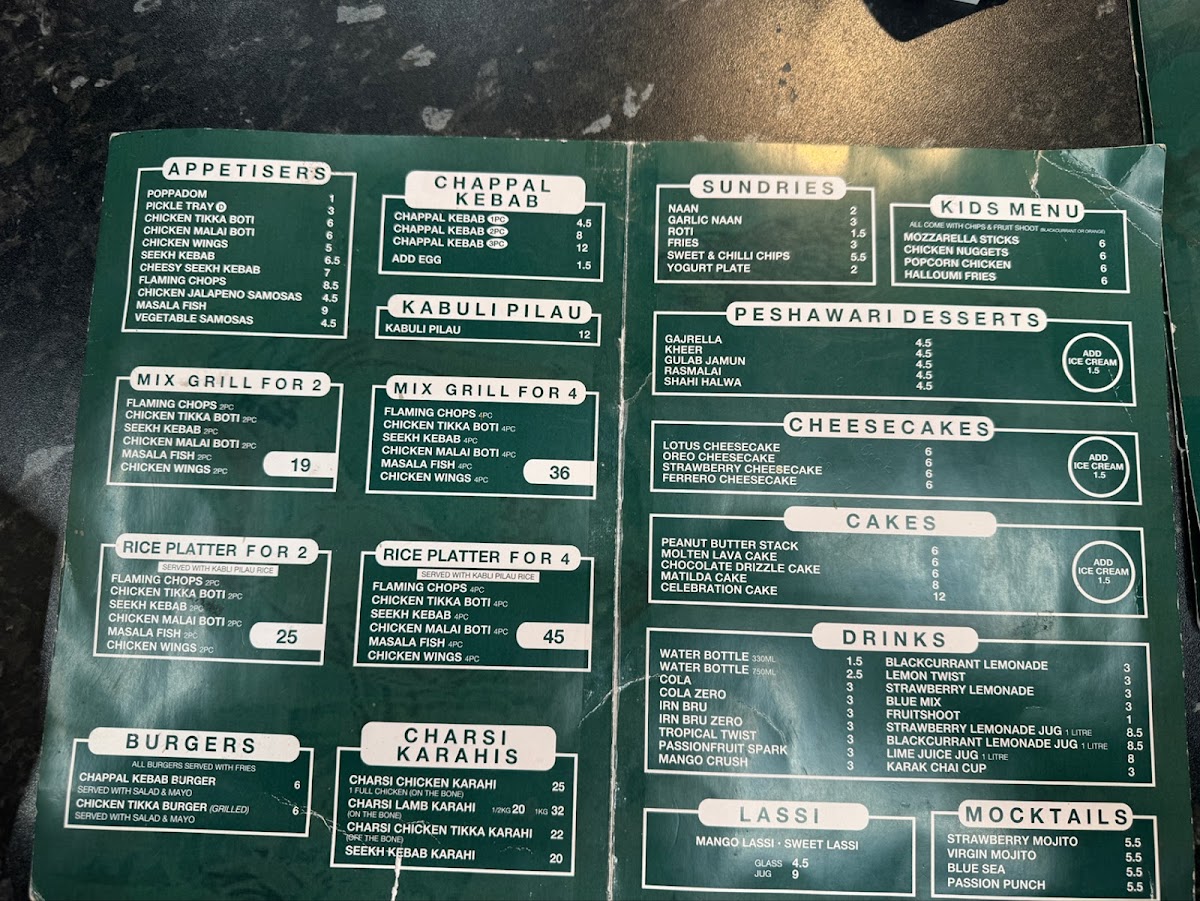 APPETISERS
POPPADOM 1
PICKLE TRAY D 3
CHICKEN TIKKA BOTI 6
CHICKEN MALAI BOTI 6
CHICKEN WINGS 5
SEEKH KEBAB 6.5
CHEESY SEEKH KEBAB 7
FLAMING CHOPS 8.5
CHICKEN JALAPENO SAMOSAS 4.5
MASALA FISH 9
VEGETABLE SAMOSAS 4.5
CHAPPAL
KEBAB
CHAPPAL KEBAB 1PC 4.5
CHAPPAL KEBAB 2PC 8
CHAPPAL KEBAB 3PC 12
ADD EGG 1.5
KABULI PILAU
KABULI PILAU 12
MIX GRILL FOR 2
FLAMING CHOPS 2PC
CHICKEN TIKKA BOTI 2PC
SEEKH KEBAB 2PC
CHICKEN MALAI BOTI 2PC
MASALA FISH 2PC
CHICKEN WINGS 2PC
19
MIX GRILL FOR 4
FLAMING CHOPS 4PC
CHICKEN TIKKA BOTI 4PC
SEEKH KEBAB 4PC
CHICKEN MALAI BOTI 4PC
MASALA FISH 4PC
CHICKEN WINGS 4PC
36
RICE PLATTER FOR 2
SERVED WITH KABLI PILAU RICE
FLAMING CHOPS 2PC
CHICKEN TIKKA BOTI 2PC
SEEKH KEBAB 2PC
CHICKEN MALAI BOTI 2PC
MASALA FISH 2PC
CHICKEN WINGS 2PC
25
RICE PLATTER FOR 4
SERVED WITH KABLI PILAU RICE
FLAMING CHOPS 4PC
CHICKEN TIKKA BOTI 4PC
SEEKH KEBAB 4PC
CHICKEN MALAI BOTI 4PC
MASALA FISH 4PC
CHICKEN WINGS 4PC
45
BURGERS
ALL BURGERS SERVED WITH FRIES
CHAPPAL KEBAB BURGER 6
SERVED WITH SALAD & MAYO
CHICKEN TIKKA BURGER (GRILLED) 6
SERVED WITH SALAD & MAYO
CHARSI
KARAHIS
CHARSI CHICKEN KARAHI 25
1 FULL CHICKEN (ON THE BONE)
CHARSI LAMB KARAHI 1/2KG 20 1KG 32
(ON THE BONE)
CHARSI CHICKEN TIKKA KARAHI 22
(OFF THE BONE)
SEEKH KEBAB KARAHI 20
SUNDRIES
NAAN 2
GARLIC NAAN 3
ROTI 1.5
FRIES 3
SWEET & CHILLI CHIPS 5.5
YOGURT PLATE 2
KIDS MENU
ALL COME WITH CHIPS & FRUIT SHOOT (BLACKCURRANT OR ORANGE)
MOZZARELLA STICKS 6
CHICKEN NUGGETS 6
POPCORN CHICKEN 6
HALLOUMI FRIES 6
PESHAWARI DESSERTS
GAJRELLA 4.5
KHEER 4.5
GULAB JAMUN 4.5
RASMALAI 4.5
SHAHI HALWA 4.5
ADD
ICE CREAM
1.5
CHEESECAKES
LOTUS CHEESECAKE 6
OREO CHEESECAKE 6
STRAWBERRY CHEESECAKE 6
FERRERO CHEESECAKE 6
ADD
ICE CREAM
1.5
CAKES
PEANUT BUTTER STACK 6
MOLTEN LAVA CAKE 6
CHOCOLATE DRIZZLE CAKE 6
MATILDA CAKE 8
CELEBRATION CAKE 12
ADD
ICE CREAM
1.5
DRINKS
WATER BOTTLE 330ML 1.5
WATER BOTTLE 750ML 2.5
COLA 3
COLA ZERO 3
IRN BRU 3
IRN BRU ZERO 3
TROPICAL TWIST 3
PASSIONFRUIT SPARK 3
MANGO CRUSH 3
BLACKCURRANT LEMONADE 3
LEMON TWIST 3
STRAWBERRY LEMONADE 3
BLUE MIX 3
FRUITSHOOT 1
STRAWBERRY LEMONADE JUG 1 LITRE 8.5
BLACKCURRANT LEMONADE JUG 1 LITRE 8.5
LIME JUICE JUG 1 LITRE 8
KARAK CHAI CUP 3
LASSI
MANGO LASSI · SWEET LASSI
GLASS 4.5
JUG 9
MOCKTAILS
STRAWBERRY MOJITO 5.5
VIRGIN MOJITO 5.5
BLUE SEA 5.5
PASSION PUNCH 5.5